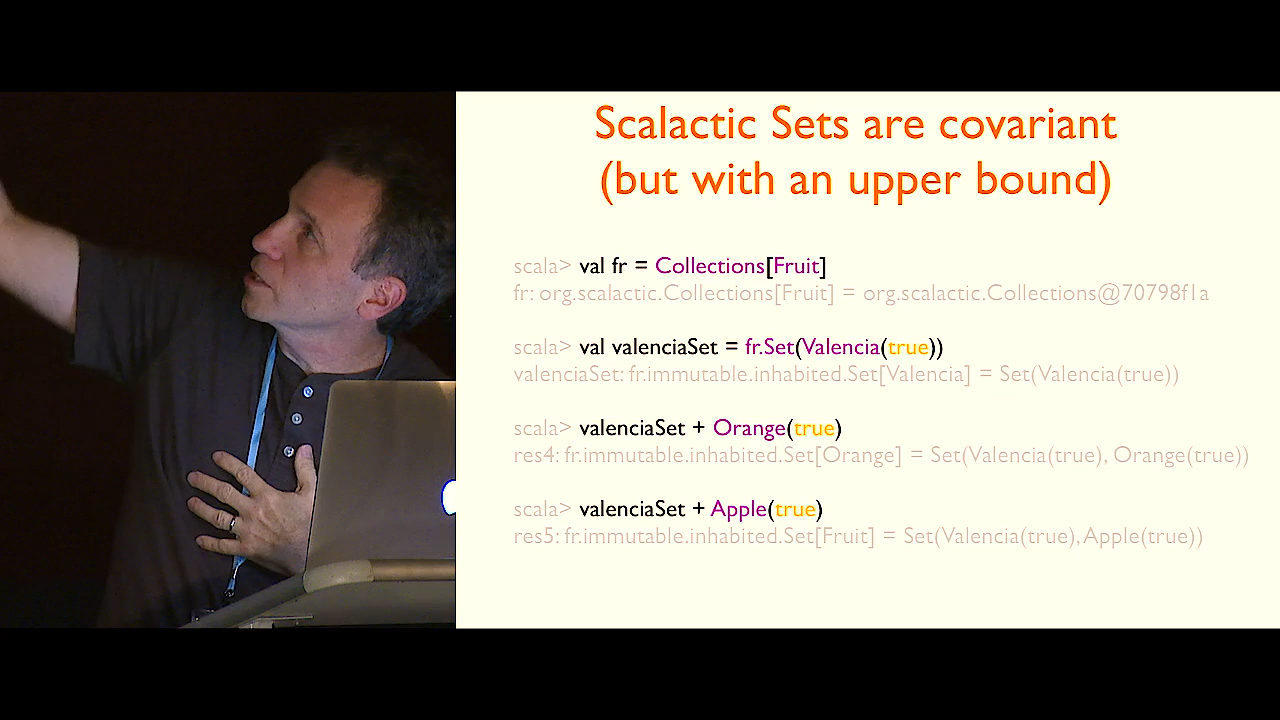 Scalactic Sets are covariant
(but with an upper bound)
scala> val fr = Collections[Fruit]
fr: org.scalactic.Collections[Fruit] = org.scalactic.Collections@70798f1a
scala> val valenciaSet = fr.Set(Valencia(true))
valenciaSet: fr.immutable.inhabited.Set[Valencia] = Set(Valencia(true))
scala> valenciaSet + Orange(true)
res4: fr.immutable.inhabited.Set[Orange] = Set(Valencia(true), Orange(true))
scala> valenciaSet + Apple(true)
res5: fr.immutable.inhabited.Set[Fruit] = Set(Valencia(true), Apple(true))